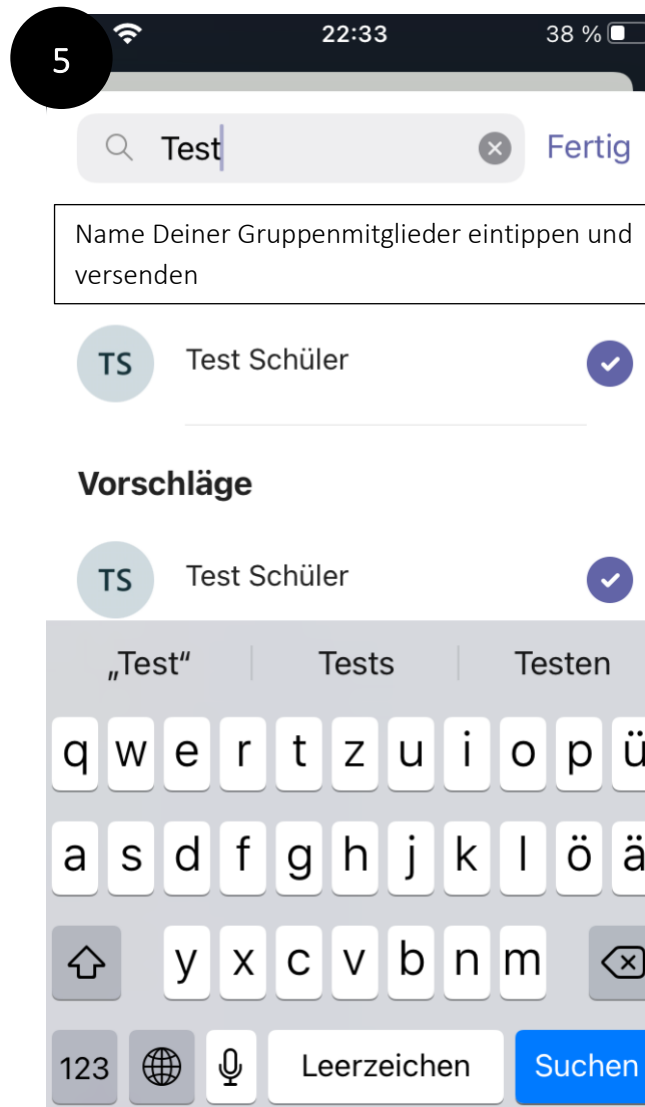 5
22:33
38 %
Test
Fertig
Name Deiner Gruppenmitglieder eintippen und
versenden
TS Test Schüler
Vorschläge
TS Test Schüler
„Test“ Tests Testen
q w e r t z u i o p ü
a s d f g h j k l ö ä
y x c v b n m
123 Leerzeichen Suchen